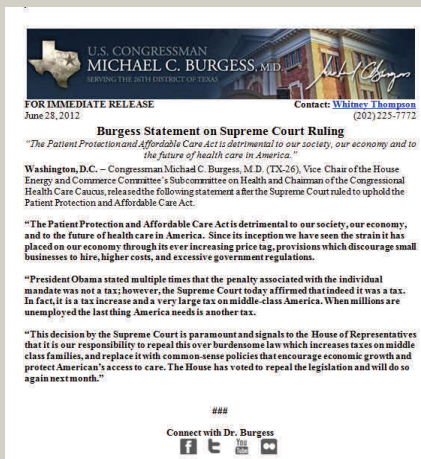 U.S. CONGRESSMAN
MICHAEL C. BURGESS, M.D.
SERVING THE 26TH DISTRICT OF TEXAS
FOR IMMEDIATE RELEASE Contact: Whitney Thompson
June 28, 2012 (202) 225-7772
Burgess Statement on Supreme Court Ruling
"The Patient Protection and Affordable Care Act is detrimental to our society, our economy and to
the future of health care in America."
Washington, D.C. – Congressman Michael C. Burgess, M.D. (TX-26), Vice Chair of the House
Energy and Commerce Committee's Subcommittee on Health and Chairman of the Congressional
Health Care Caucus, released the following statement after the Supreme Court ruled to uphold the
Patient Protection and Affordable Care Act.
"The Patient Protection and Affordable Care Act is detrimental to our society, our economy,
and to the future of health care in America. Since its inception we have seen the strain it has
placed on our economy through its ever increasing price tag, provisions which discourage small
businesses to hire, higher costs, and excessive government regulations.
"President Obama stated multiple times that the penalty associated with the individual
mandate was not a tax; however, the Supreme Court today affirmed that indeed it was a tax.
In fact, it is a tax increase and a very large tax on middle-class America. When millions are
unemployed the last thing America needs is another tax.
"This decision by the Supreme Court is paramount and signals to the House of Representatives
that it is our responsibility to repeal this over burdensome law which increases taxes on middle
class families, and replace it with common-sense policies that encourage economic growth and
protect American's access to care. The House has voted to repeal the legislation and will do so
again next month."
###
Connect with Dr. Burgess
f t You Tube